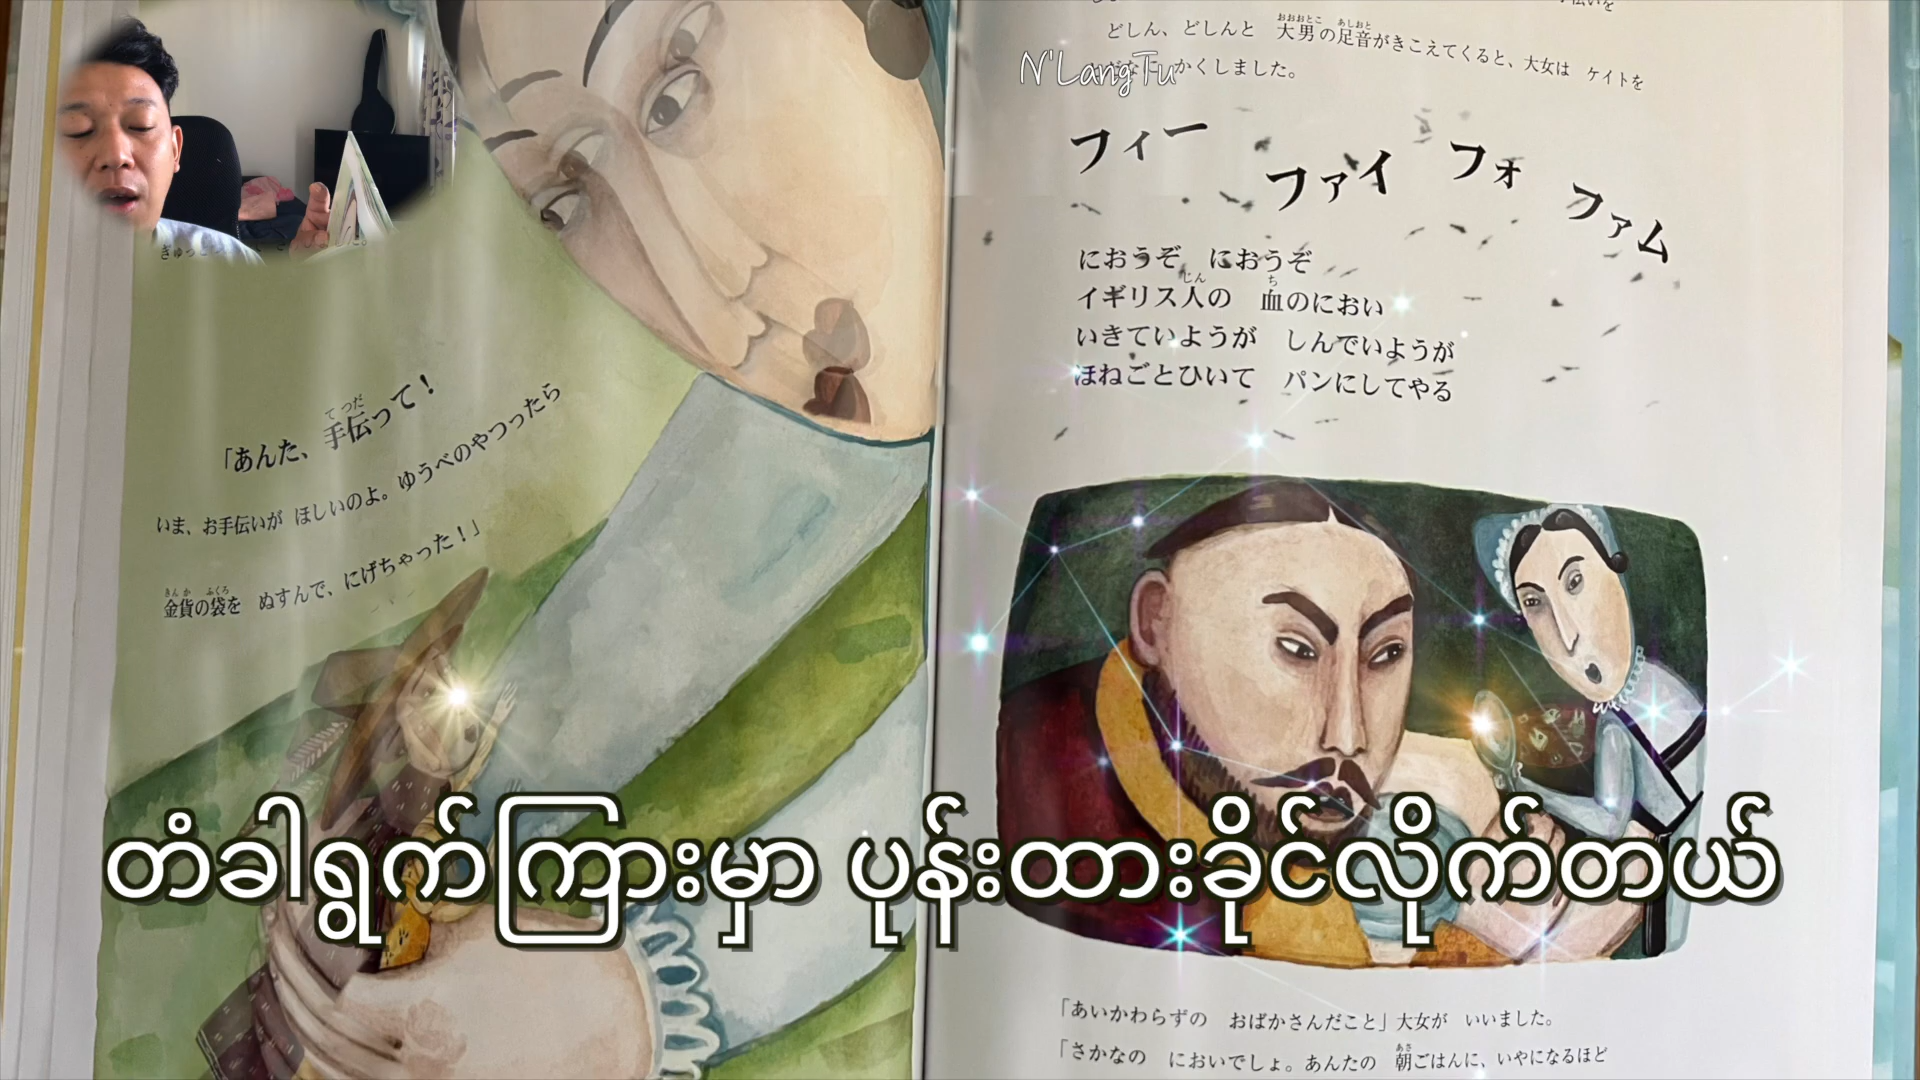 「あんた、手伝って！
いま、お手伝いが ほしいのよ。ゆうべのやつったら
金貨の袋を ぬすんで、にげちゃった！」
どしん、どしんと 大男の足音がきこえてくると、大女は ケイトを
かくしました。
N'LangTu
フィー ファイ フォ ファム
におうぞ におうぞ
イギリス人の 血のにおい
いきていようが しんでいようが
ほねごとひいて パンにしてやる
တံခါရွက်ကြားမှာ ပုန်းထားခိုင်လိုက်တယ်
「あいかわらずの おばかさんだこと」大女が いいました。
「さかなの においでしょ。あんたの 朝ごはんに、いやになるほど